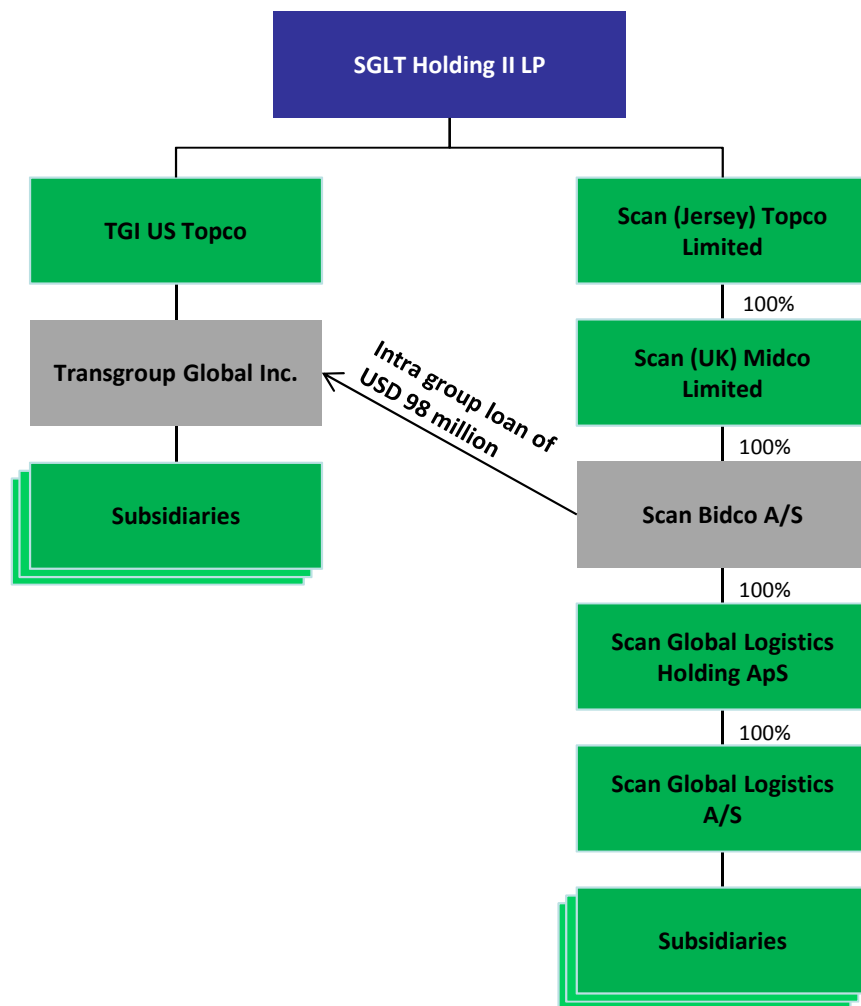 SGLT Holding II LP
TGI US Topco
Scan (Jersey) Topco
Limited
100%
Transgroup Global Inc.
Intra group loan of
USD 98 million
Scan (UK) Midco
Limited
100%
Subsidiaries
Scan Bidco A/S
100%
Scan Global Logistics
Holding ApS
100%
Scan Global Logistics
A/S
Subsidiaries